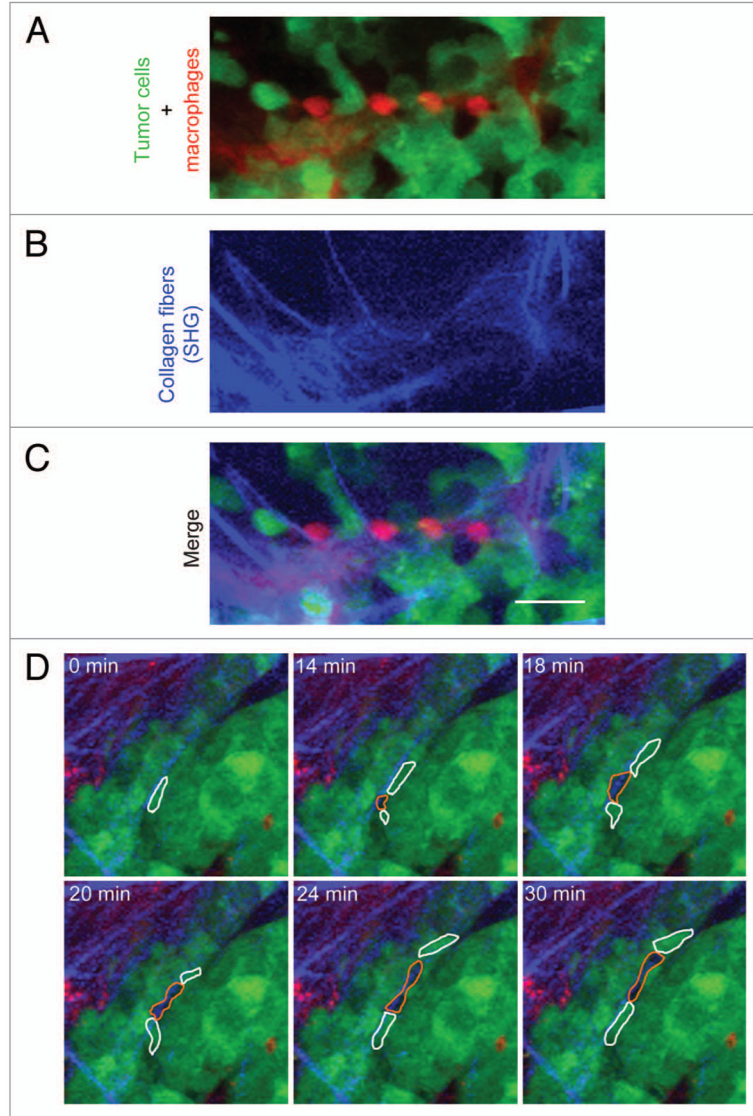 A
Tumor cells
+
macrophages
B
Collagen fibers
(SHG)
C
Merge
D
0 min
14 min
18 min
20 min
24 min
30 min